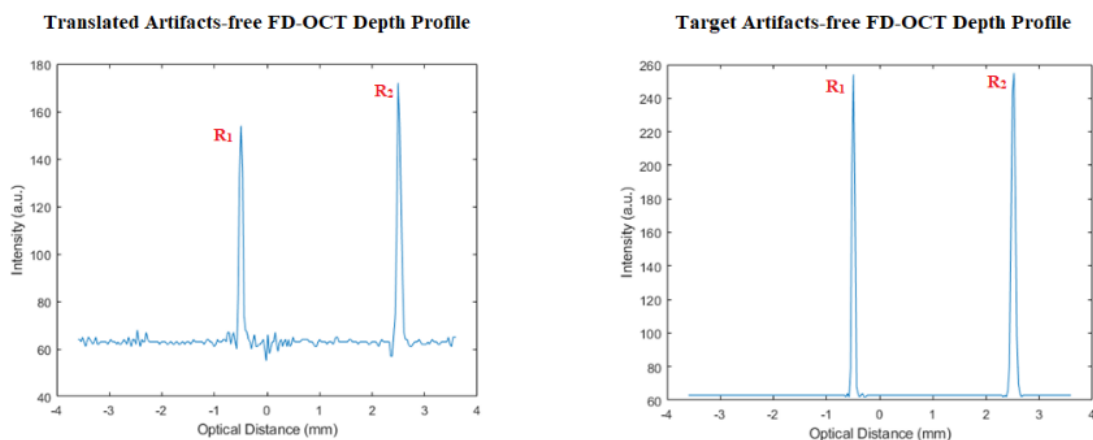 Translated Artifacts-free FD-OCT Depth Profile
180
160
140
120
100
80
60
40
Intensity (a.u.)
R1
R2
-4 -3 -2 -1 0 1 2 3 4
Optical Distance (mm)
Target Artifacts-free FD-OCT Depth Profile
260
240
220
200
180
160
140
120
100
80
60
Intensity (a.u.)
R1
R2
-4 -3 -2 -1 0 1 2 3 4
Optical Distance (mm)